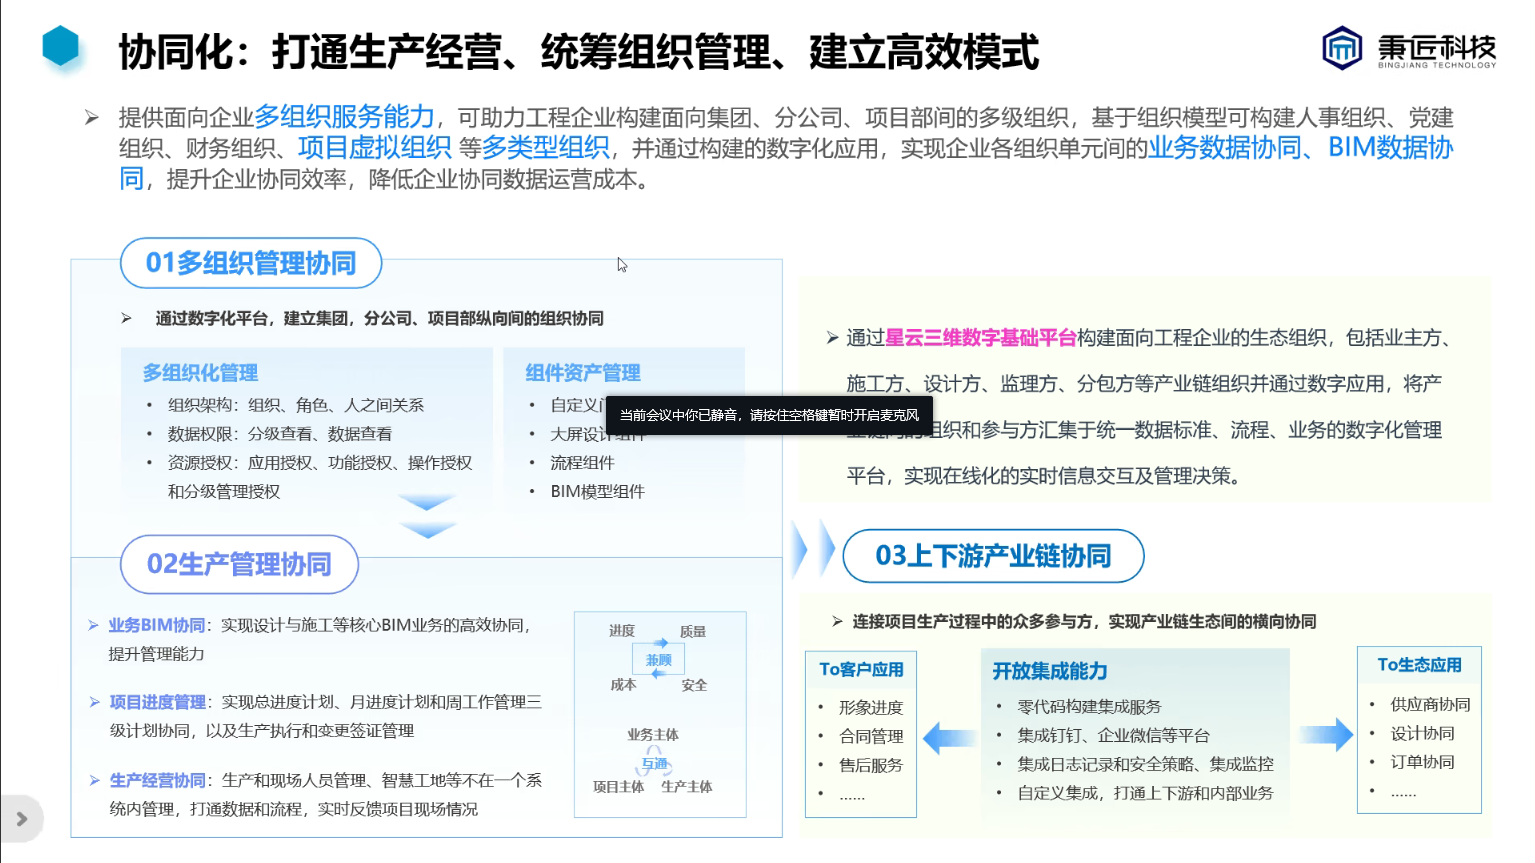 协同化：打通生产经营、统筹组织管理、建立高效模式
秉匠科技
BINGJIANG TECHNOLOGY
提供面向企业多组织服务能力，可助力工程企业构建面向集团、分公司、项目部间的多级组织，基于组织模型可构建人事组织、党建
组织、财务组织、项目虚拟组织 等多类型组织，并通过构建的数字化应用，实现企业各组织单元间的业务数据协同、BIM数据协
同，提升企业协同效率，降低企业协同数据运营成本。
01多组织管理协同
通过数字化平台，建立集团，分公司、项目部纵向间的组织协同
多组织化管理
• 组织架构：组织、角色、人之间关系
• 数据权限：分级查看、数据查看
• 资源授权：应用授权、功能授权、操作授权
和分级管理授权
组件资产管理
• 自定义
• 大屏设计组件
• 流程组件
• BIM模型组件
当前会议中你已静音，请按住空格键暂时开启麦克风
通过星云三维数字基础平台构建面向工程企业的生态组织，包括业主方、
施工方、设计方、监理方、分包方等产业链组织并通过数字应用，将产
业链间的组织和参与方汇集于统一数据标准、流程、业务的数字化管理
平台，实现在线化的实时信息交互及管理决策。
02生产管理协同
业务BIM协同：实现设计与施工等核心BIM业务的高效协同，
提升管理能力
项目进度管理：实现总进度计划、月进度计划和周工作管理三
级计划协同，以及生产执行和变更签证管理
生产经营协同：生产和现场人员管理、智慧工地等不在一个系
统内管理，打通数据和流程，实时反馈项目现场情况
进度 质量
兼顾
成本 安全
业务主体
互通
项目主体 生产主体
03上下游产业链协同
连接项目生产过程中的众多参与方，实现产业链生态间的横向协同
To客户应用
• 形象进度
• 合同管理
• 售后服务
• ......
开放集成能力
• 零代码构建集成服务
• 集成钉钉、企业微信等平台
• 集成日志记录和安全策略、集成监控
• 自定义集成，打通上下游和内部业务
To生态应用
• 供应商协同
• 设计协同
• 订单协同
• ......